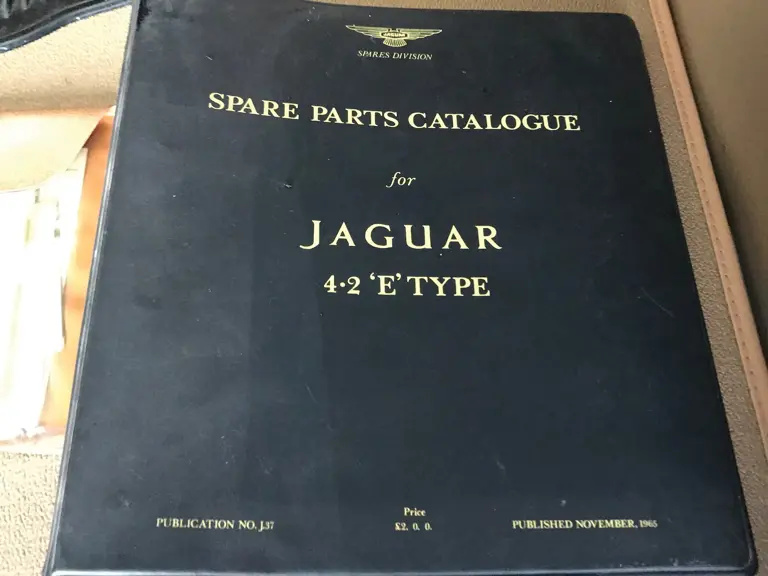 JAGUAR
SPARES DIVISION
SPARE PARTS CATALOGUE
for
JAGUAR
4·2 ‘E’ TYPE
PUBLICATION NO. J.37
Price
£2. 0. 0.
PUBLISHED NOVEMBER, 1965